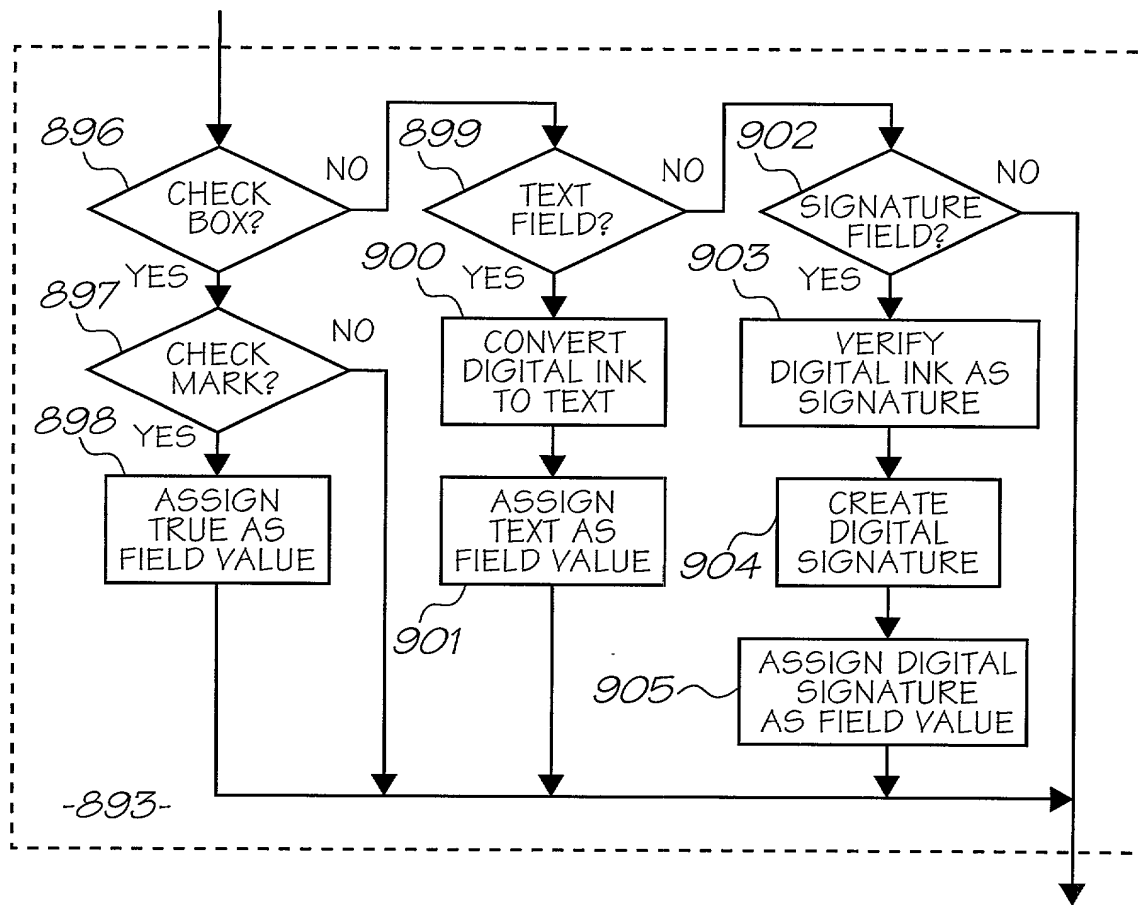 896
CHECK
BOX?
NO
YES
897
CHECK
MARK?
NO
YES
898
ASSIGN
TRUE AS
FIELD VALUE
899
TEXT
FIELD?
NO
YES
900
CONVERT
DIGITAL INK
TO TEXT
ASSIGN
TEXT AS
FIELD VALUE
901
902
SIGNATURE
FIELD?
NO
YES
903
VERIFY
DIGITAL INK AS
SIGNATURE
CREATE
DIGITAL
SIGNATURE
904
ASSIGN DIGITAL
SIGNATURE
AS FIELD VALUE
905
-893-